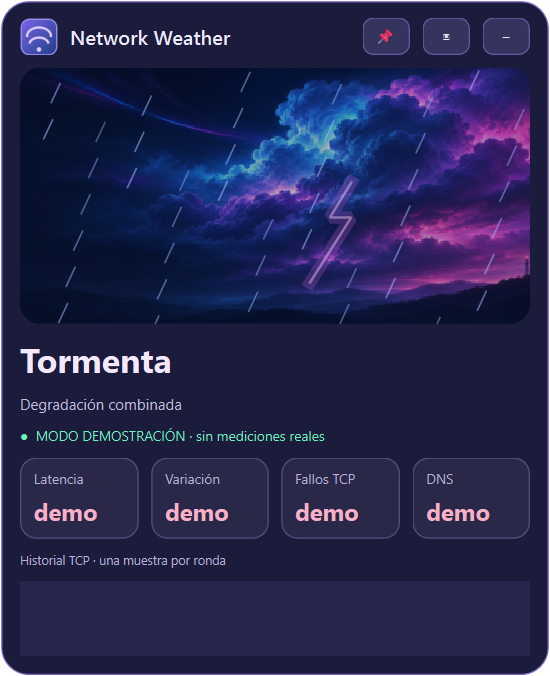 Network Weather
Tormenta
Degradación combinada
● MODO DEMOSTRACIÓN · sin mediciones reales
Latencia
demo
Variación
demo
Fallos TCP
demo
DNS
demo
Historial TCP · una muestra por ronda